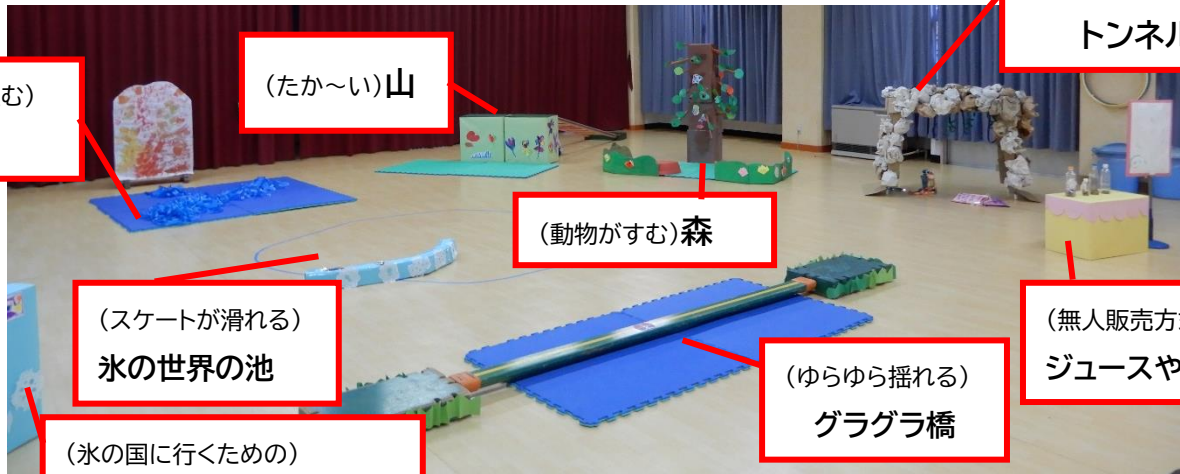 トンネル
む)
(たか～い)山
(動物がすむ)森
(スケートが滑れる)
氷の世界の池
(無人販売方
ジュースや
(ゆらゆら揺れる)
グラグラ橋
(氷の国に行くための)